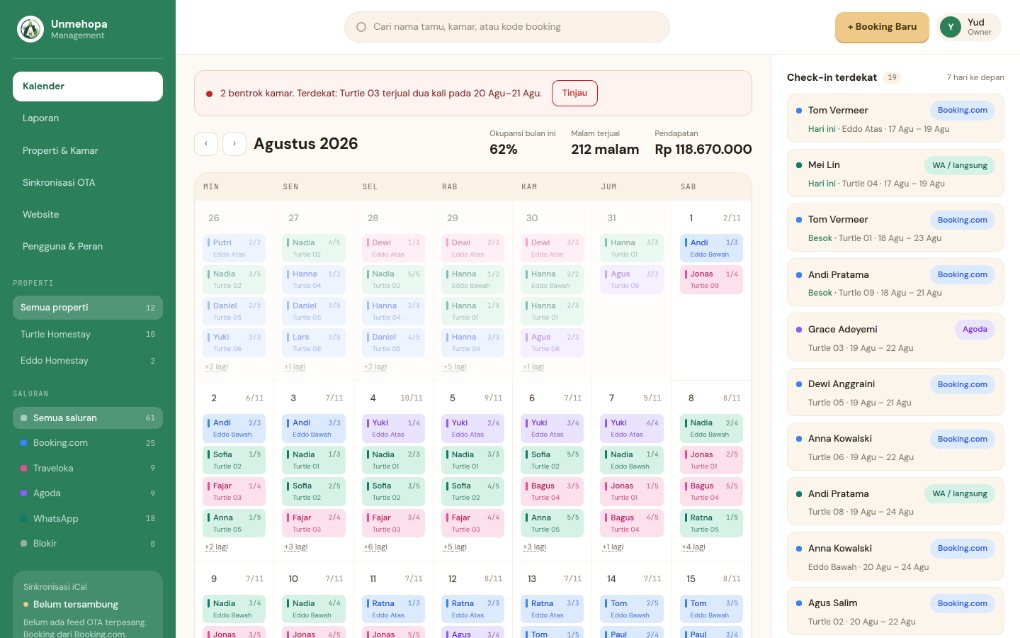 Unmehopa
Management
Kalender
Laporan
Properti & Kamar
Sinkronisasi OTA
Website
Pengguna & Peran
PROPERTI
Semua properti 12
Turtle Homestay 10
Eddo Homestay 2
SALURAN
Semua saluran 61
Booking.com 25
Traveloka 9
Agoda 9
WhatsApp 18
Blokir 0
Sinkronisasi iCal
Belum tersambung
Belum ada feed OTA terpasang.
Booking dari Booking.com,
Cari nama tamu, kamar, atau kode booking
+ Booking Baru
Y
Yud
Owner
2 bentrok kamar. Terdekat: Turtle 03 terjual dua kali pada 20 Agu–21 Agu.
Tinjau
‹ › Agustus 2026
Okupansi bulan ini
62%
Malam terjual
212 malam
Pendapatan
Rp 118.670.000
MIN SEN SEL RAB KAM JUM SAB
26 27 28 29 30 31 1 2/11
Putri 2/2 Nadia 4/5 Dewi 1/3 Dewi 2/3 Dewi 3/3 Hanna 3/3 Andi 1/3
Eddo Atas Turtle 02 Eddo Atas Eddo Atas Eddo Atas Turtle 01 Eddo Bawah
Nadia 3/5 Hanna 1/3 Nadia 5/5 Hanna 1/2 Hanna 2/2 Agus 3/3 Jonas 1/4
Turtle 02 Turtle 04 Turtle 02 Turtle 02 Turtle 02 Turtle 06 Turtle 09
Daniel 2/5 Daniel 3/5 Hanna 2/3 Hanna 1/3 Hanna 2/3
Turtle 05 Turtle 05 Turtle 04 Turtle 01 Turtle 01
Yuki 3/3 Lars 3/5 Daniel 4/5 Hanna 3/3 Agus 2/3
Turtle 06 Turtle 06 Turtle 05 Turtle 04 Turtle 06
+2 lagi +1 lagi +2 lagi +5 lagi +1 lagi
2 6/11 3 7/11 4 10/11 5 9/11 6 7/11 7 5/11 8 8/11
Andi 2/3 Andi 3/3 Yuki 1/4 Yuki 2/4 Yuki 3/4 Yuki 4/4 Nadia 2/4
Eddo Bawah Eddo Bawah Eddo Atas Eddo Atas Eddo Atas Eddo Atas Eddo Bawah
Sofia 1/5 Nadia 1/3 Nadia 2/3 Nadia 3/3 Sofia 5/5 Nadia 1/4 Jonas 2/5
Turtle 02 Turtle 01 Turtle 01 Turtle 01 Turtle 02 Eddo Bawah Turtle 01
Fajar 1/4 Sofia 2/5 Sofia 3/5 Sofia 4/5 Bagus 3/5 Jonas 1/5 Bagus 5/5
Turtle 03 Turtle 02 Turtle 02 Turtle 02 Turtle 04 Turtle 01 Turtle 04
Anna 1/5 Fajar 2/4 Fajar 3/4 Fajar 4/4 Anna 5/5 Bagus 4/5 Ratna 1/5
Turtle 05 Turtle 03 Turtle 03 Turtle 03 Turtle 05 Turtle 04 Turtle 05
+2 lagi +3 lagi +6 lagi +5 lagi +3 lagi +1 lagi +4 lagi
9 7/11 10 7/11 11 7/11 12 8/11 13 7/11 14 7/11 15 8/11
Nadia 3/4 Nadia 4/4 Ratna 1/3 Ratna 2/3 Ratna 3/3 Tom 2/5 Tom 3/5
Eddo Bawah Eddo Bawah Eddo Bawah Eddo Bawah Eddo Bawah Eddo Atas Eddo Atas
Jonas 3/5 Jonas 4/5 Jonas 5/5 Agus 3/4 Tom 1/5 Paul 2/4 Paul 3/4
Check-in terdekat 19 7 hari ke depan
Tom Vermeer Booking.com
Hari ini · Eddo Atas · 17 Agu – 19 Agu
Mei Lin WA / langsung
Hari ini · Turtle 04 · 17 Agu – 19 Agu
Tom Vermeer Booking.com
Besok · Turtle 01 · 18 Agu – 23 Agu
Andi Pratama Booking.com
Besok · Turtle 09 · 18 Agu – 21 Agu
Grace Adeyemi Agoda
Turtle 03 · 19 Agu – 22 Agu
Dewi Anggraini Booking.com
Turtle 05 · 19 Agu – 21 Agu
Anna Kowalski Booking.com
Turtle 06 · 19 Agu – 22 Agu
Andi Pratama WA / langsung
Turtle 08 · 19 Agu – 24 Agu
Anna Kowalski Booking.com
Eddo Bawah · 20 Agu – 24 Agu
Agus Salim Booking.com
Turtle 02 · 20 Agu – 22 Agu